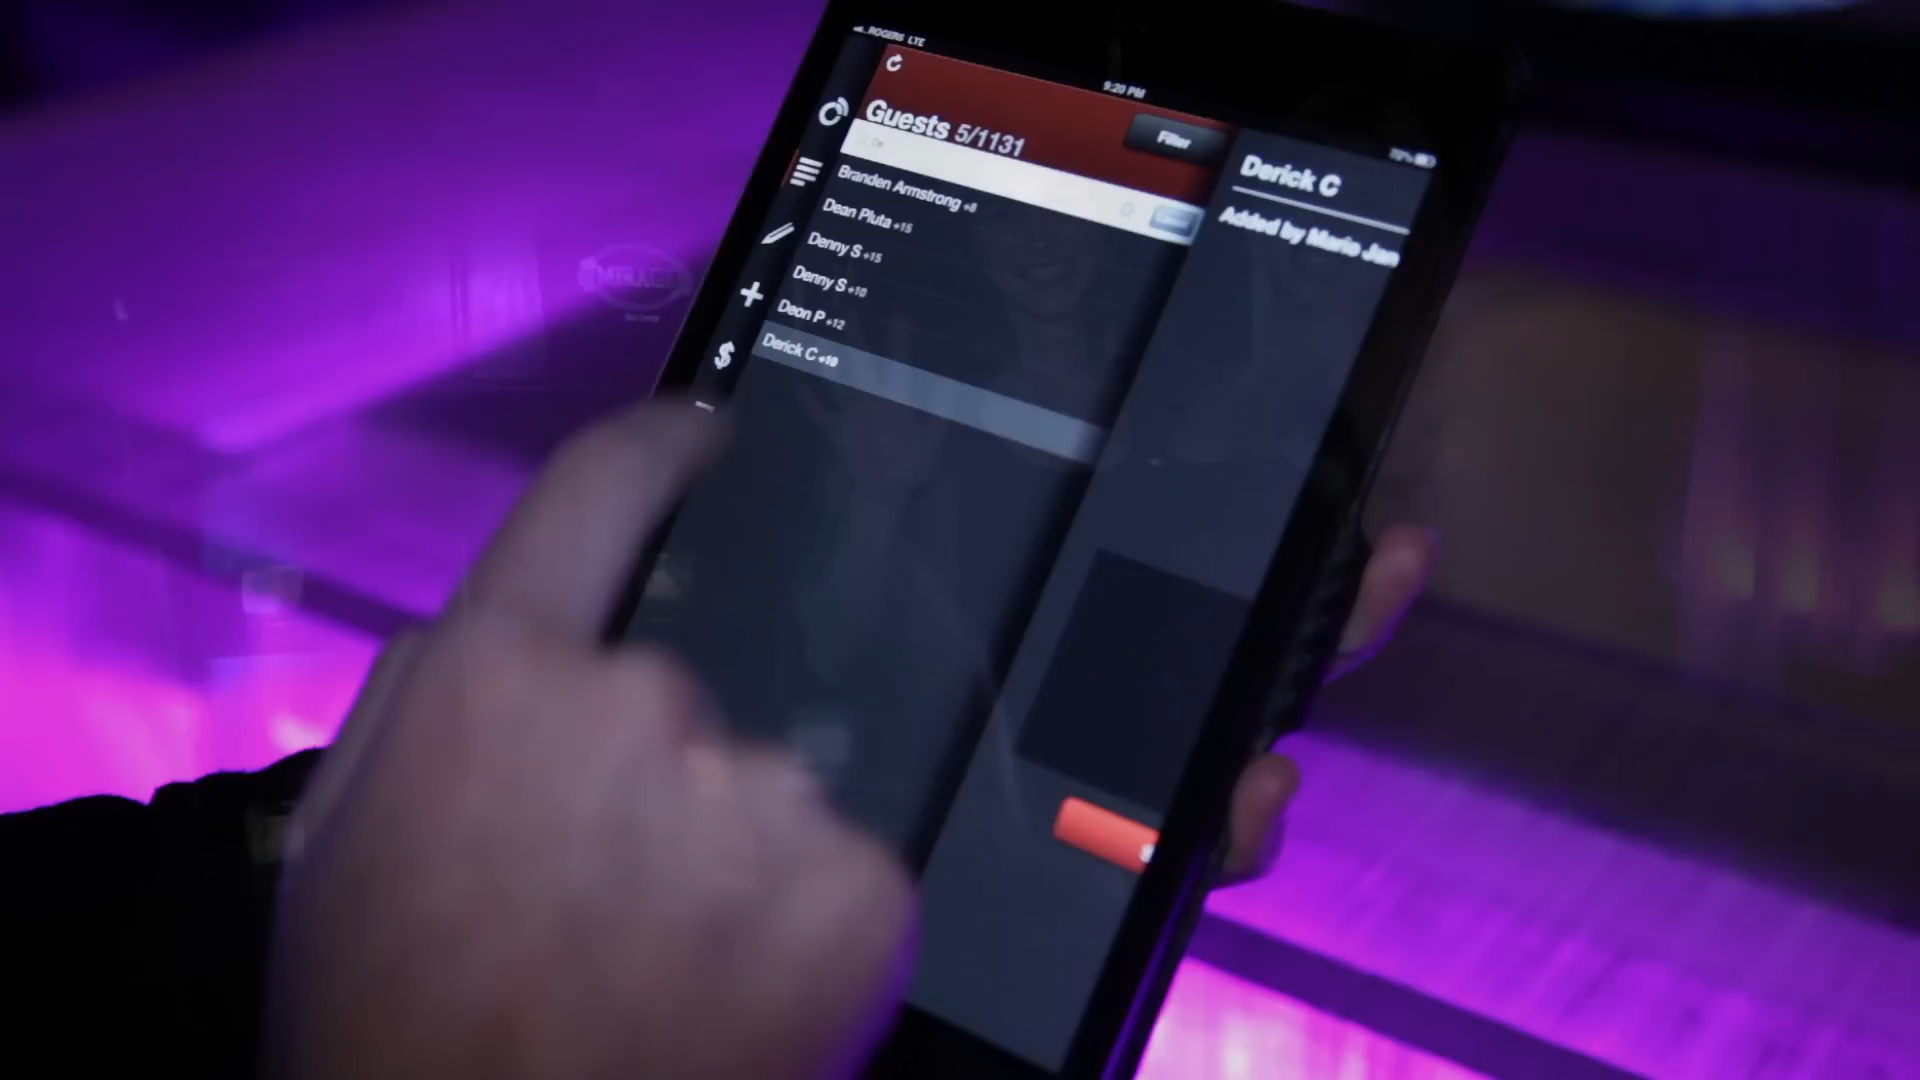 ROGERS LTE
9:20 PM
Guests 5/1131
Filter
De
Branden Armstrong +8
Dean Pluta +15
Denny S +15
Denny S +10
Deon P +12
Derick C +10
Derick C
Added by Mario Jan